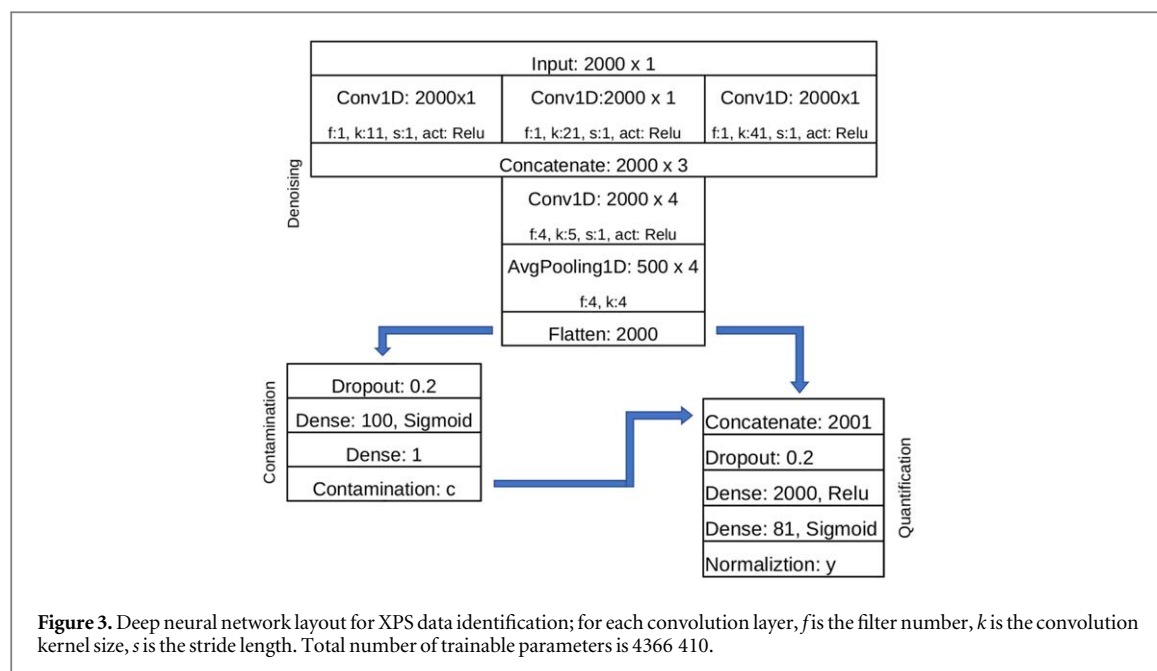 Input: 2000 x 1
Conv1D: 2000x1
f:1, k:11, s:1, act: Relu
Conv1D:2000 x 1
f:1, k:21, s:1, act: Relu
Conv1D: 2000x1
f:1, k:41, s:1, act: Relu
Concatenate: 2000 x 3
Denoising
Conv1D: 2000 x 4
f:4, k:5, s:1, act: Relu
AvgPooling1D: 500 x 4
f:4, k:4
Flatten: 2000
Contamination
Dropout: 0.2
Dense: 100, Sigmoid
Dense: 1
Contamination: c
Concatenate: 2001
Dropout: 0.2
Dense: 2000, Relu
Dense: 81, Sigmoid
Normaliztion: y
Quantification
Figure 3. Deep neural network layout for XPS data identification; for each convolution layer, f is the filter number, k is the convolution
kernel size, s is the stride length. Total number of trainable parameters is 4366 410.